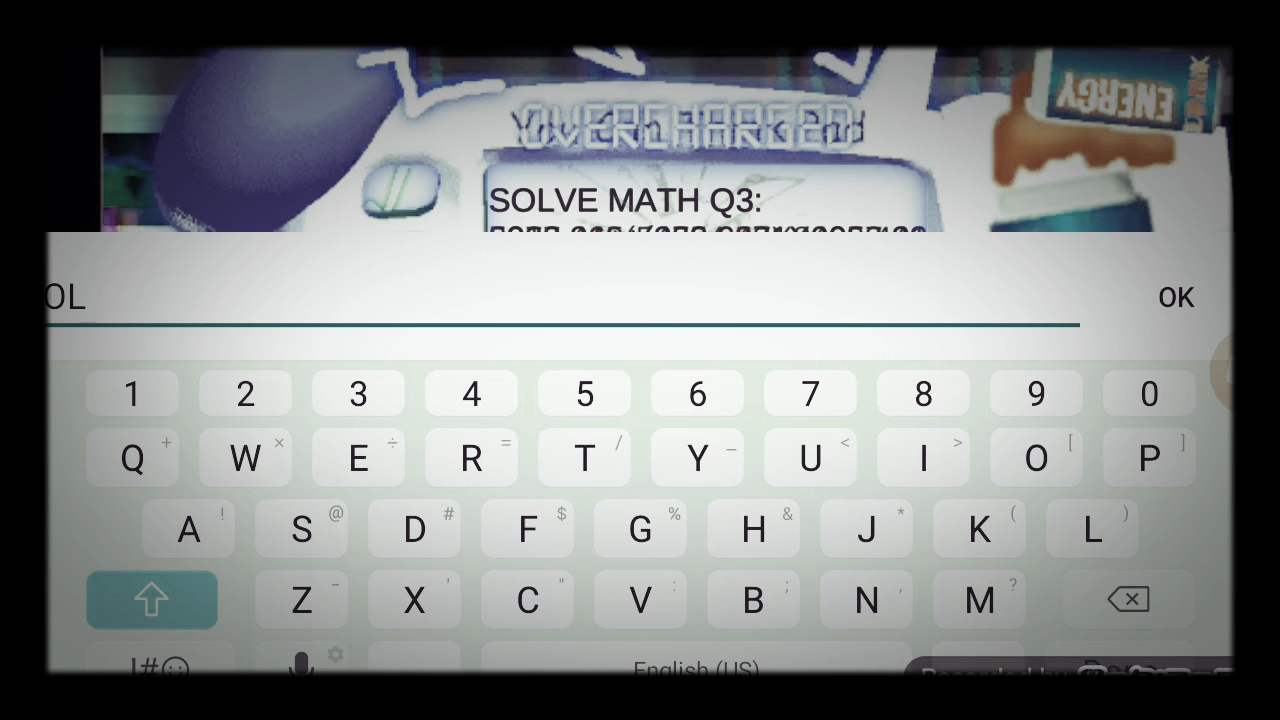 ENERGY
OVERCHARGED
SOLVE MATH Q3:
OL
OK
1 2 3 4 5 6 7 8 9 0
Q + W × E ÷ R = T / Y _ U < I > O [ P ]
A ! S @ D # F $ G % H & J * K ( L )
Z - X ' C " V : B ; N , M ?
!#☺ English (US)